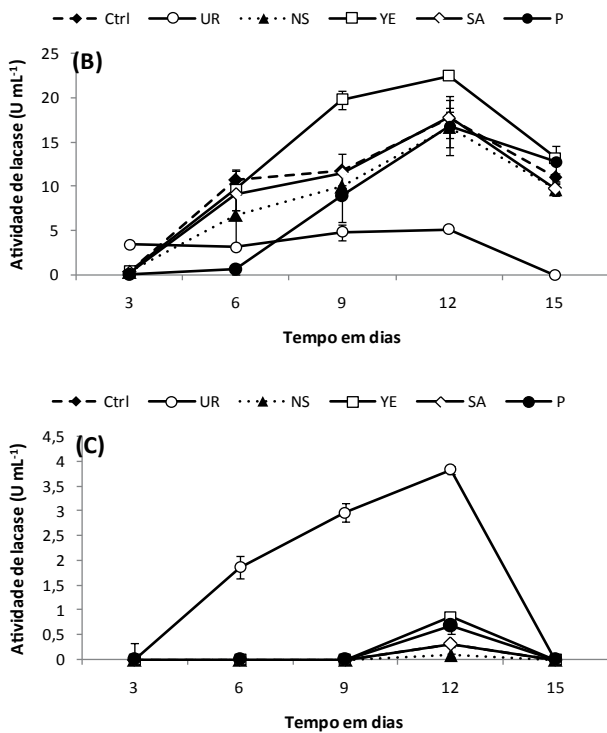 Ctrl UR NS YE SA P
(B)
Atividade de lacase (U mL⁻¹)
25
20
15
10
5
0
3 6 9 12 15
Tempo em dias
Ctrl UR NS YE SA P
(C)
Atividade de lacase (U mL⁻¹)
4,5
4
3,5
3
2,5
2
1,5
1
0,5
0
3 6 9 12 15
Tempo em dias